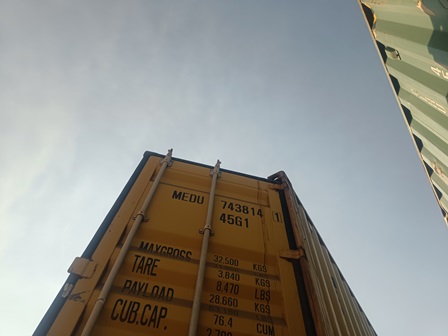 MEDU 743814 1
45G1
MAXGROSS 32.500 KGS
TARE 3.840 KGS
8.470 LBS
PAYLOAD 28.660 KGS
CUB.CAP. 76.4 CUM